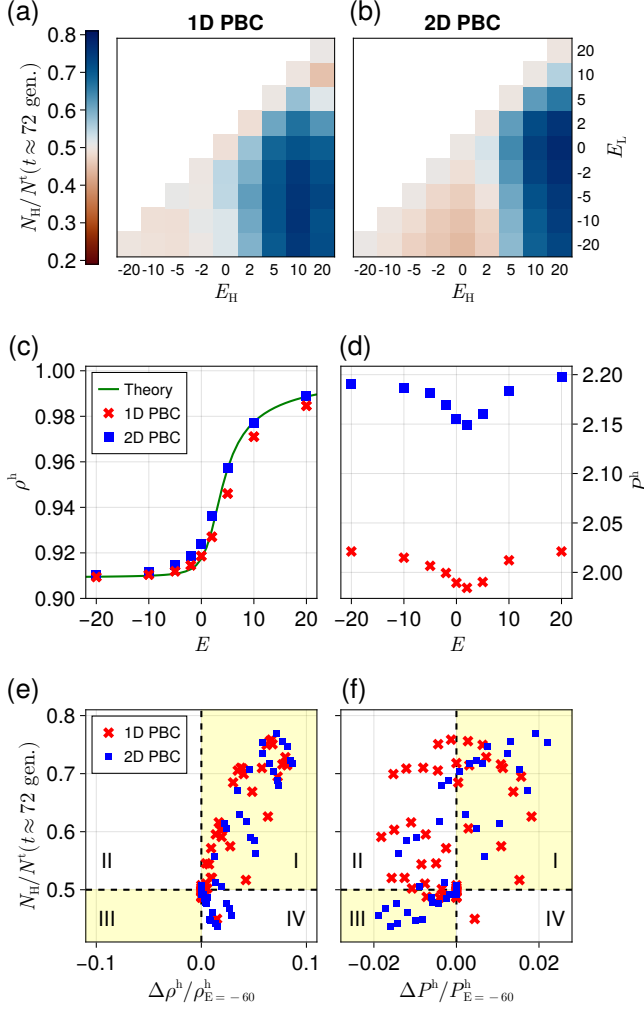 (a) 1D PBC (b) 2D PBC
N_H/N^t(t≈72 gen.)
0.8
0.7
0.6
0.5
0.4
0.3
0.2
-20 -10 -5 -2 0 2 5 10 20
E_H
-20 -10 -5 -2 0 2 5 10 20
E_H
20
10
5
2
0
-2
-5
-10
-20
E_L
(c)
ρ^h
1.00
0.98
0.96
0.94
0.92
0.90
Theory
1D PBC
2D PBC
−20 −10 0 10 20
E
(d)
2.20
2.15
2.10
2.05
2.00
P^h
−20 −10 0 10 20
E
(e)
N_H/N^t(t≈72 gen.)
0.8
0.7
0.6
0.5
1D PBC
2D PBC
II I
III IV
−0.1 0.0 0.1
Δρ^h/ρ^h_{E=−60}
(f)
II I
III IV
−0.02 0.00 0.02
ΔP^h/P^h_{E=−60}